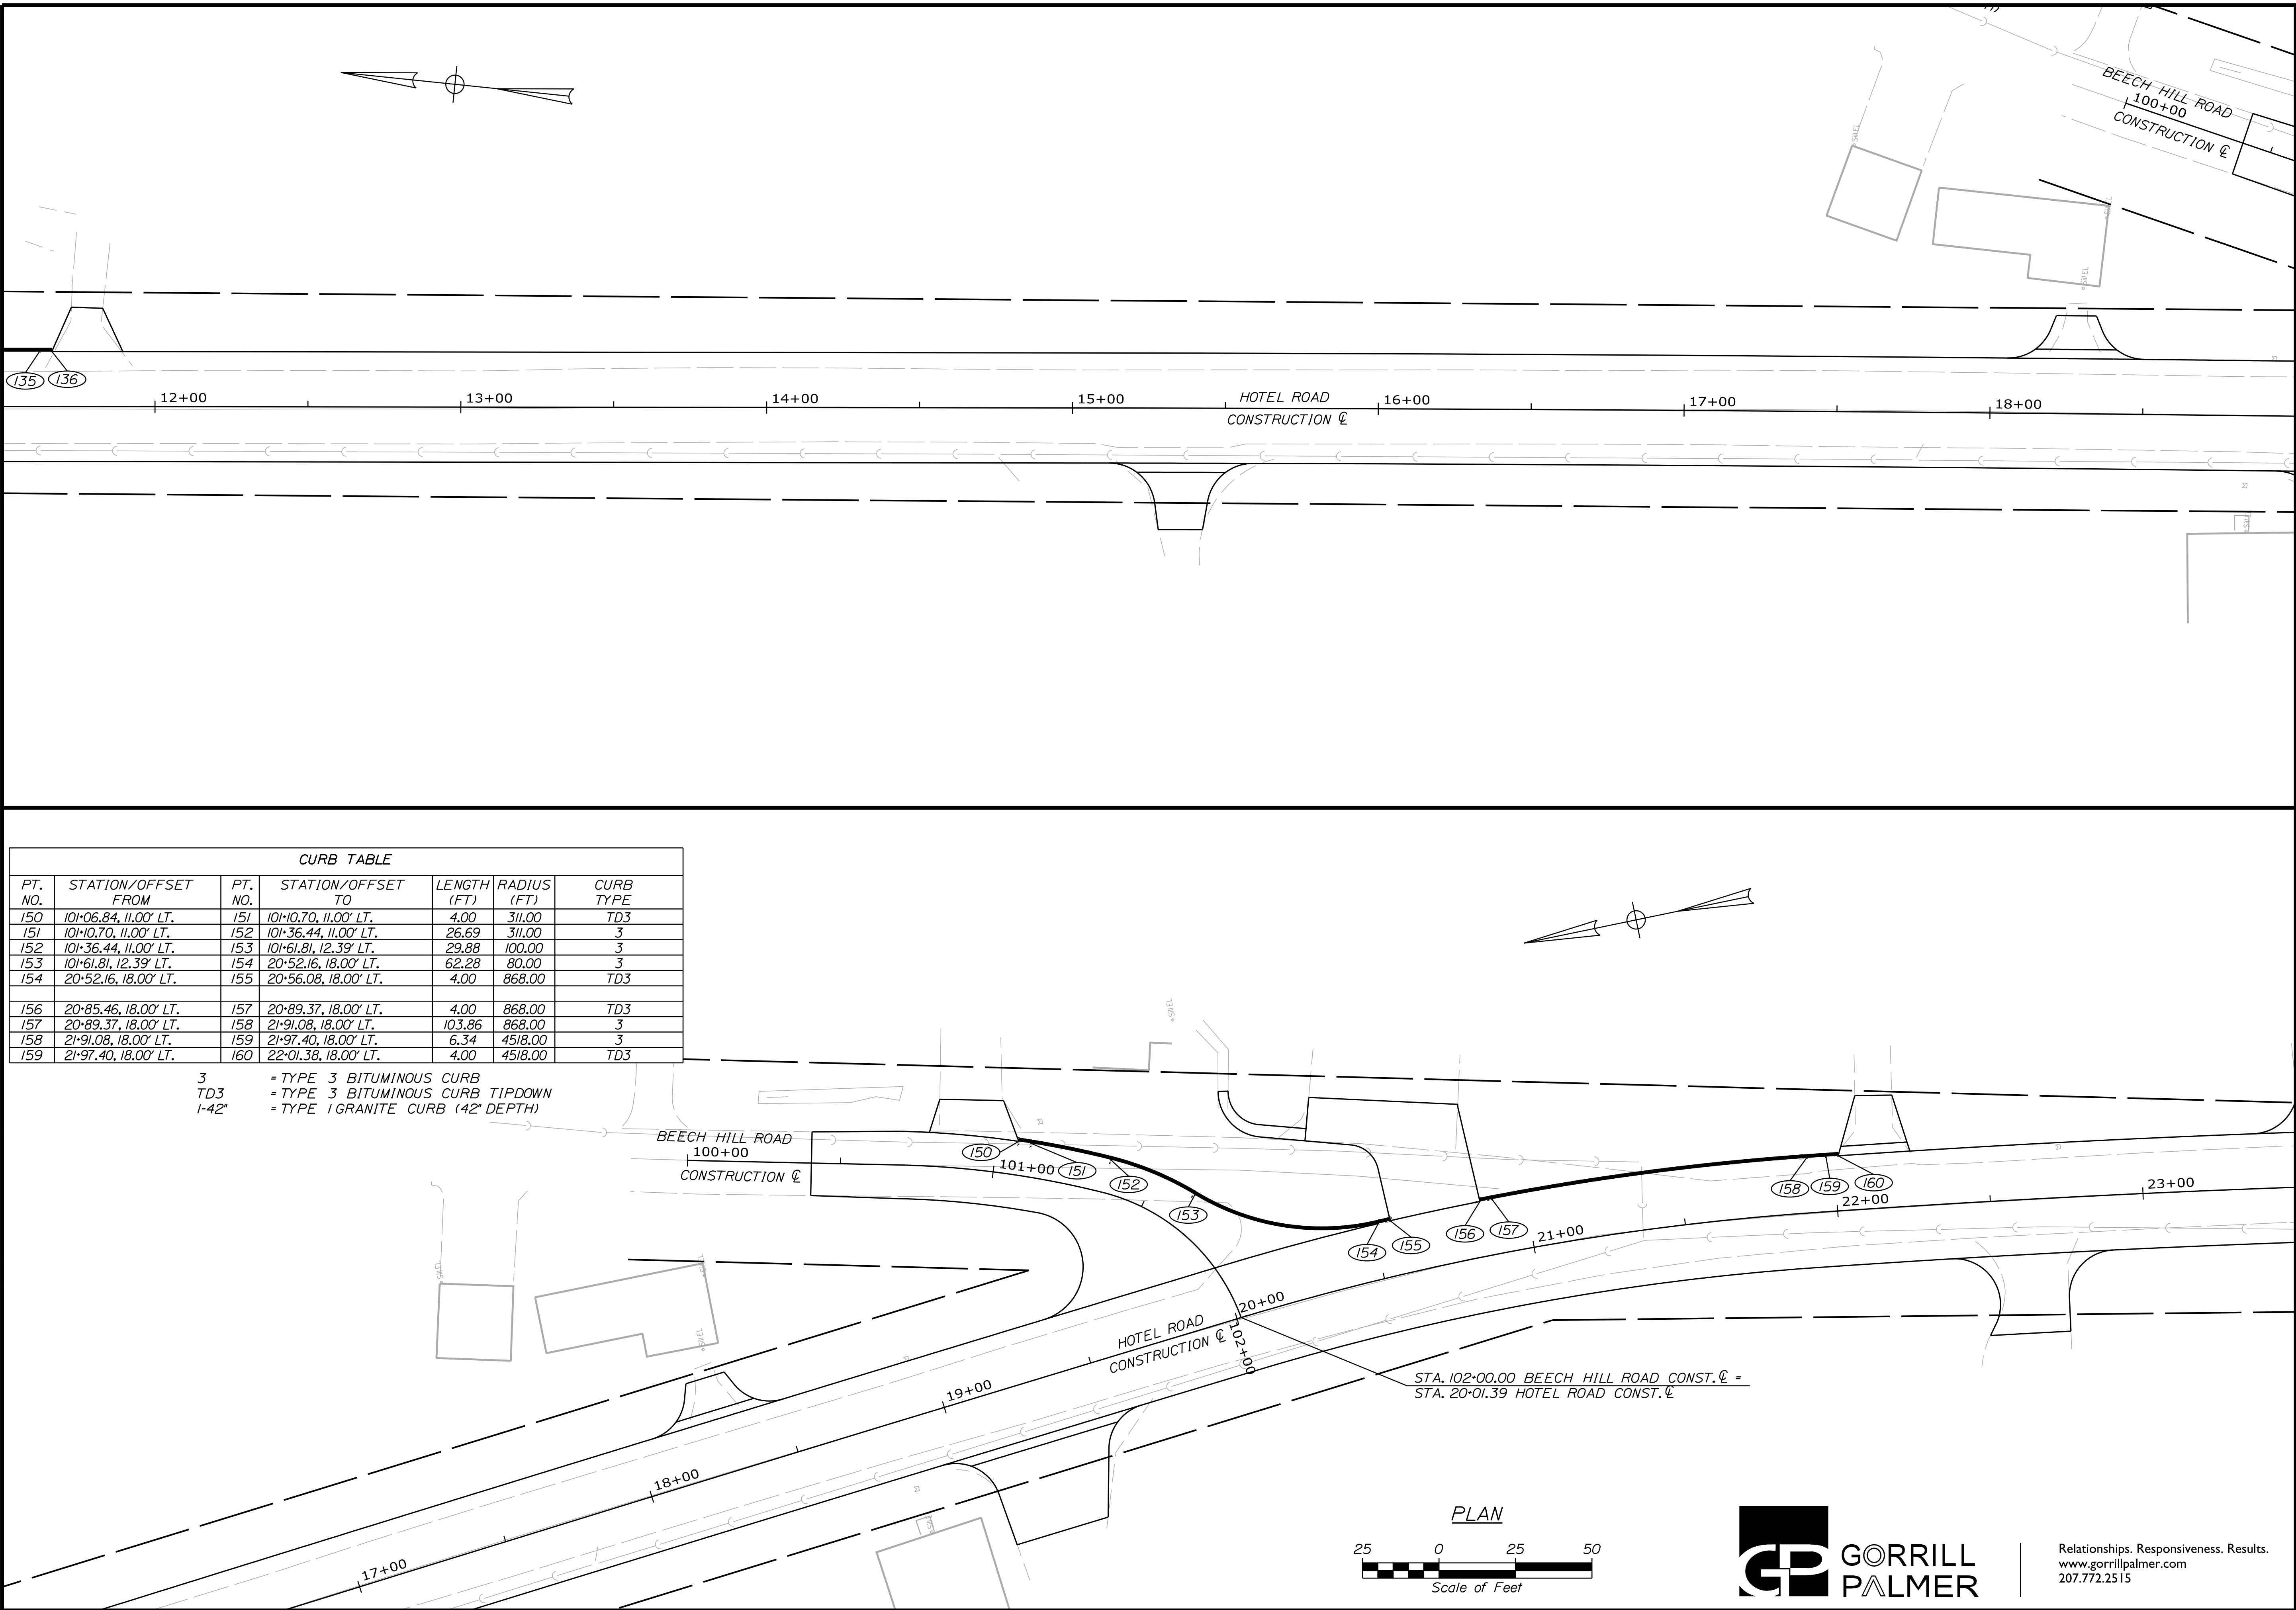 BEECH HILL ROAD
100+00
CONSTRUCTION ℄
135 136
12+00 13+00 14+00 15+00 HOTEL ROAD 16+00 17+00 18+00
CONSTRUCTION ℄
CURB TABLE
PT. STATION/OFFSET PT. STATION/OFFSET LENGTH RADIUS CURB
NO. FROM NO. TO (FT) (FT) TYPE
150 101+06.84, 11.00' LT. 151 101+10.70, 11.00' LT. 4.00 311.00 TD3
151 101+10.70, 11.00' LT. 152 101+36.44, 11.00' LT. 26.69 311.00 3
152 101+36.44, 11.00' LT. 153 101+61.81, 12.39' LT. 29.88 100.00 3
153 101+61.81, 12.39' LT. 154 20+52.16, 18.00' LT. 62.28 80.00 3
154 20+52.16, 18.00' LT. 155 20+56.08, 18.00' LT. 4.00 868.00 TD3
156 20+85.46, 18.00' LT. 157 20+89.37, 18.00' LT. 4.00 868.00 TD3
157 20+89.37, 18.00' LT. 158 21+91.08, 18.00' LT. 103.86 868.00 3
158 21+91.08, 18.00' LT. 159 21+97.40, 18.00' LT. 6.34 4518.00 3
159 21+97.40, 18.00' LT. 160 22+01.38, 18.00' LT. 4.00 4518.00 TD3
3 = TYPE 3 BITUMINOUS CURB
TD3 = TYPE 3 BITUMINOUS CURB TIPDOWN
1-42" = TYPE 1 GRANITE CURB (42" DEPTH)
BEECH HILL ROAD
100+00
CONSTRUCTION ℄
101+00
150
151
152
153
154
155
156
157
158
159
160
17+00
18+00
19+00
20+00
21+00
22+00
23+00
102+00
HOTEL ROAD
CONSTRUCTION ℄
STA. 102+00.00 BEECH HILL ROAD CONST. ℄ =
STA. 20+01.39 HOTEL ROAD CONST. ℄
PLAN
25 0 25 50
Scale of Feet
GP
GORRILL
PALMER
Relationships. Responsiveness. Results.
www.gorrillpalmer.com
207.772.2515